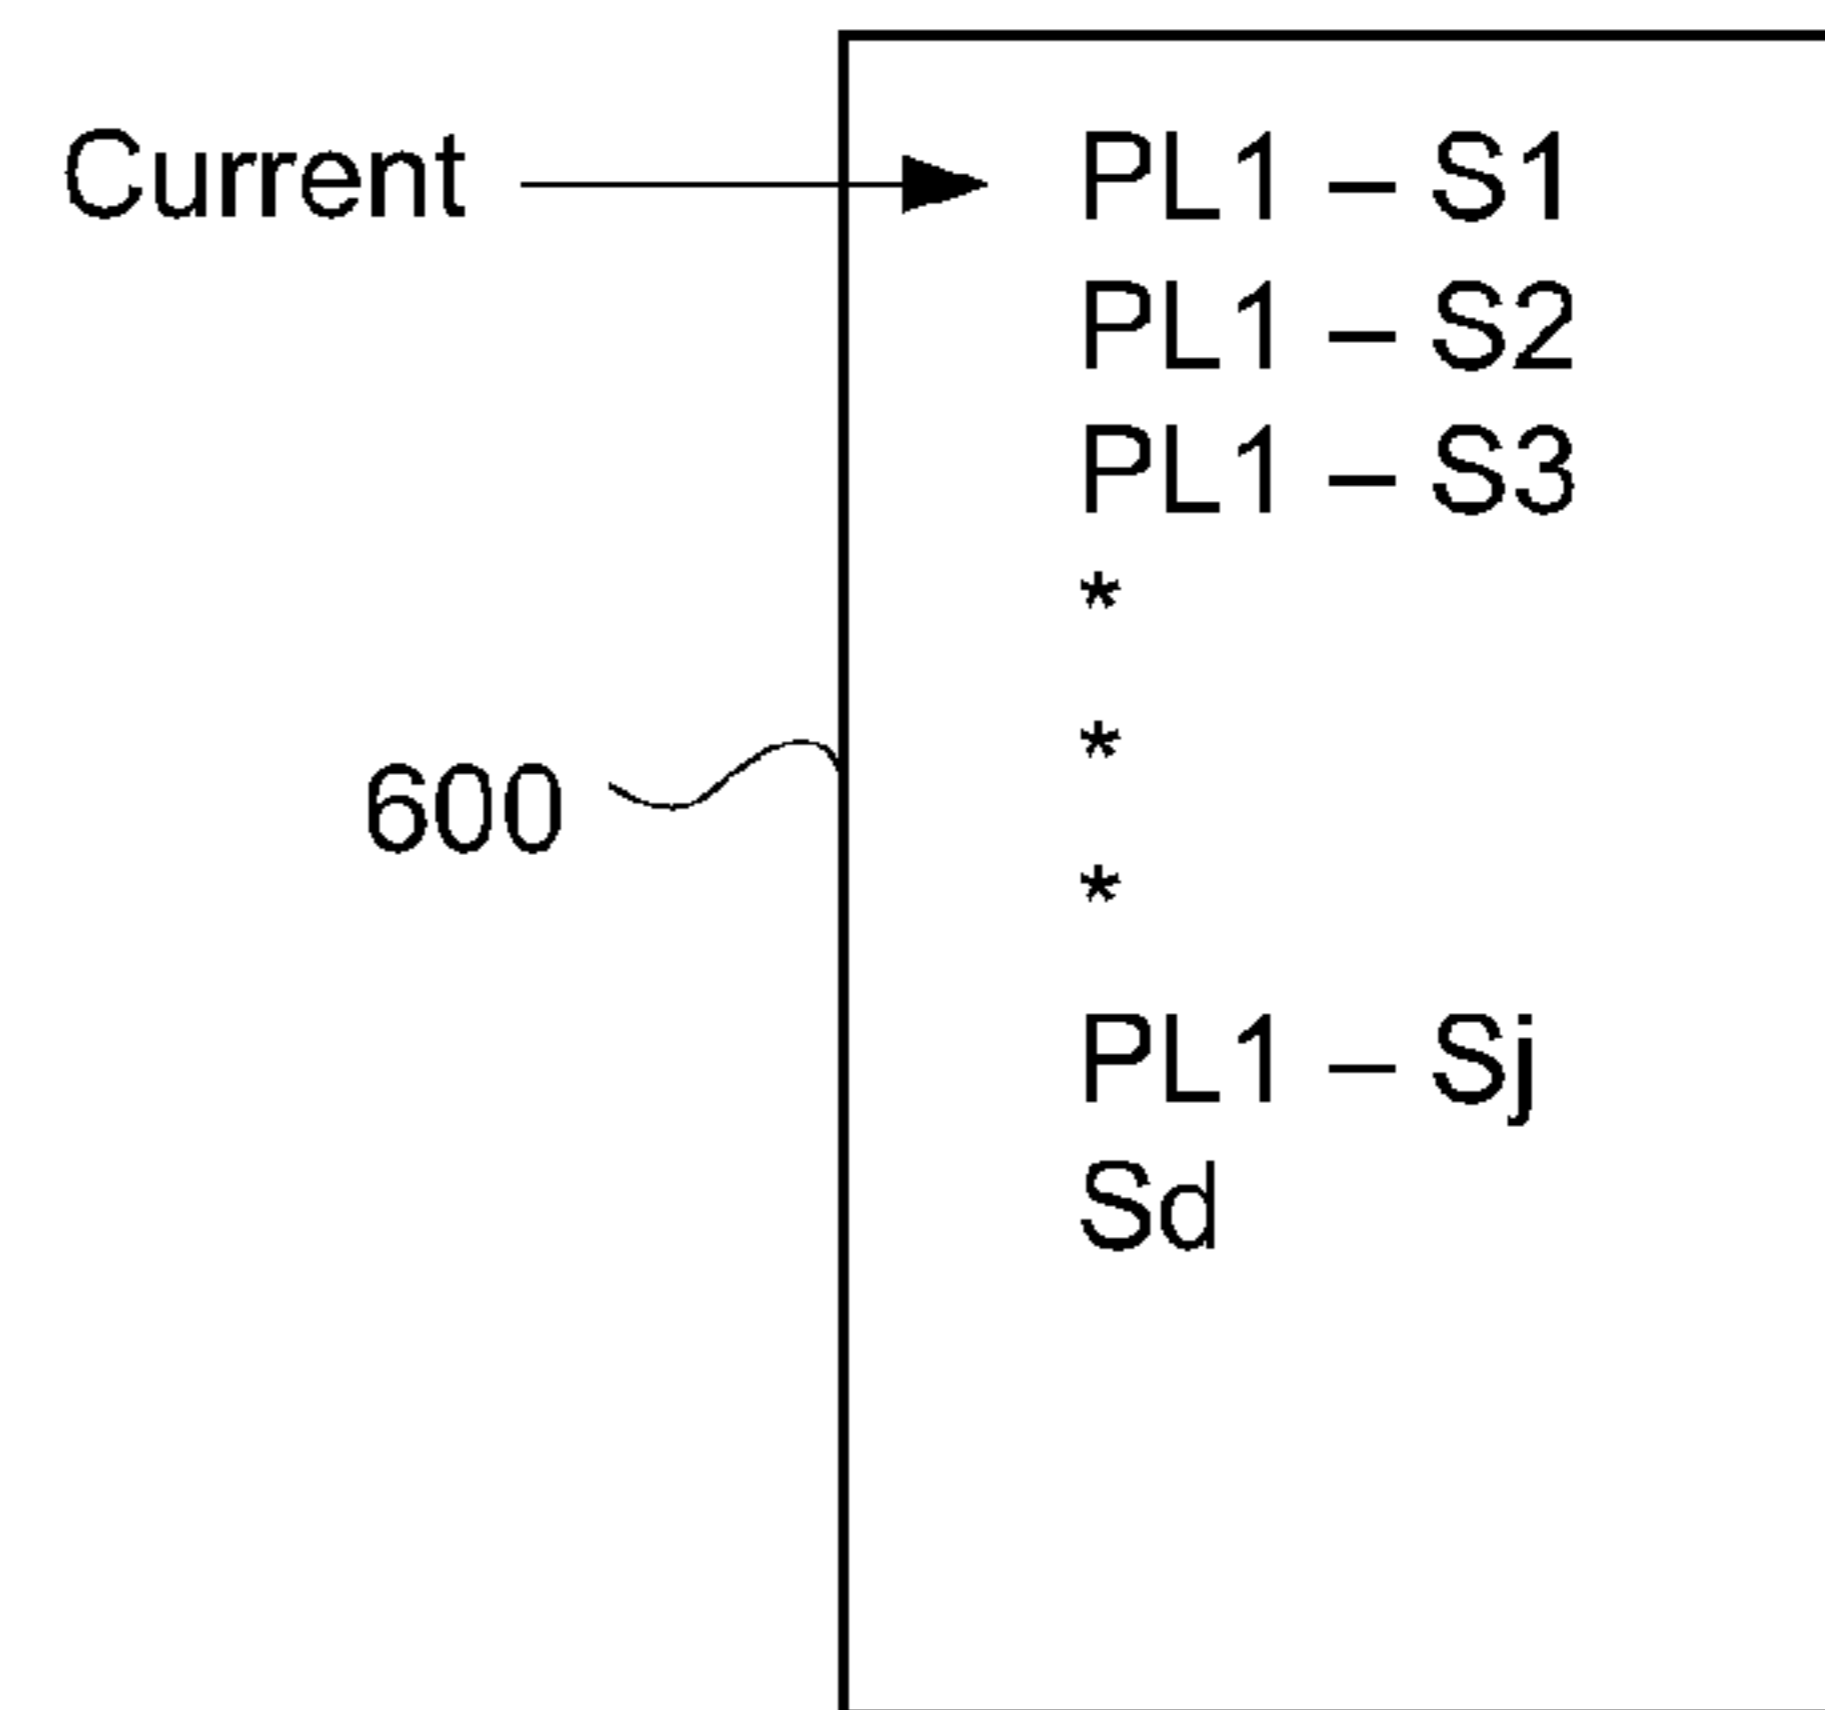 Current
PL1 – S1
PL1 – S2
PL1 – S3
*
*
600
*
PL1 – Sj
Sd